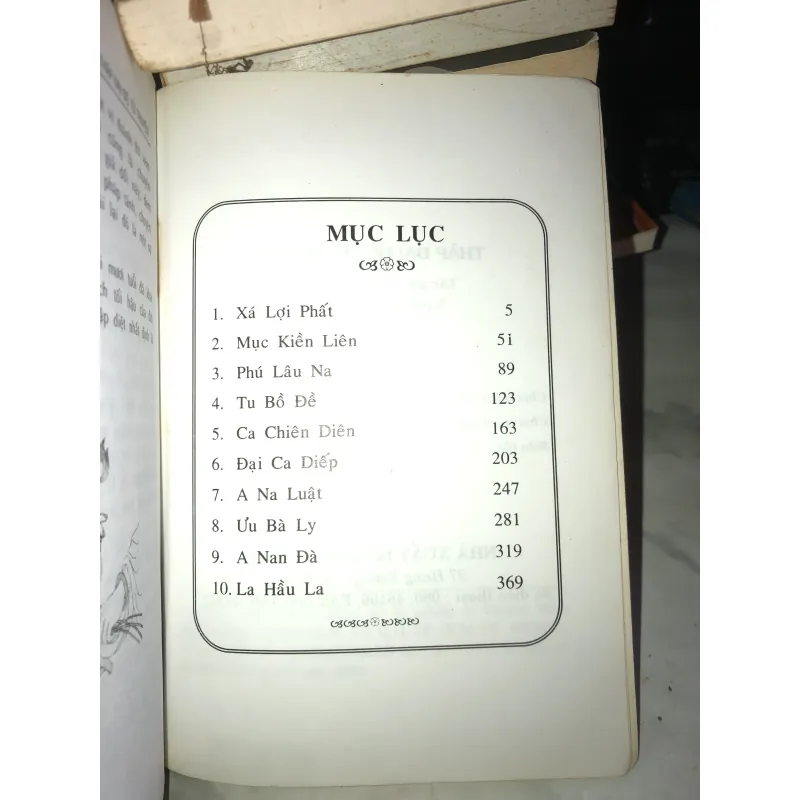 MỤC LỤC
1. Xá Lợi Phất 5
2. Mục Kiền Liên 51
3. Phú Lâu Na 89
4. Tu Bồ Đề 123
5. Ca Chiên Diên 163
6. Đại Ca Diếp 203
7. A Na Luật 247
8. Ưu Bà Ly 281
9. A Nan Đà 319
10. La Hầu La 369